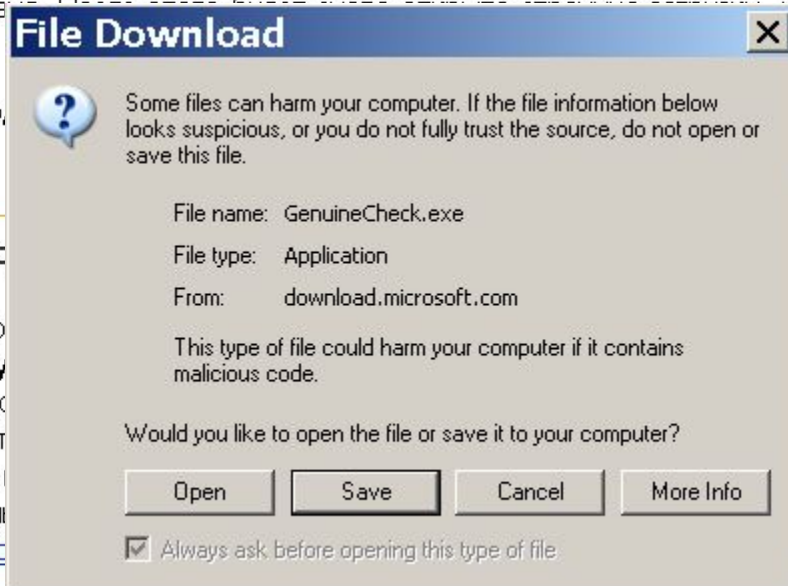 File Download
Some files can harm your computer. If the file information below
looks suspicious, or you do not fully trust the source, do not open or
save this file.
File name: GenuineCheck.exe
File type: Application
From: download.microsoft.com
This type of file could harm your computer if it contains
malicious code.
Would you like to open the file or save it to your computer?
Open Save Cancel More Info
Always ask before opening this type of file